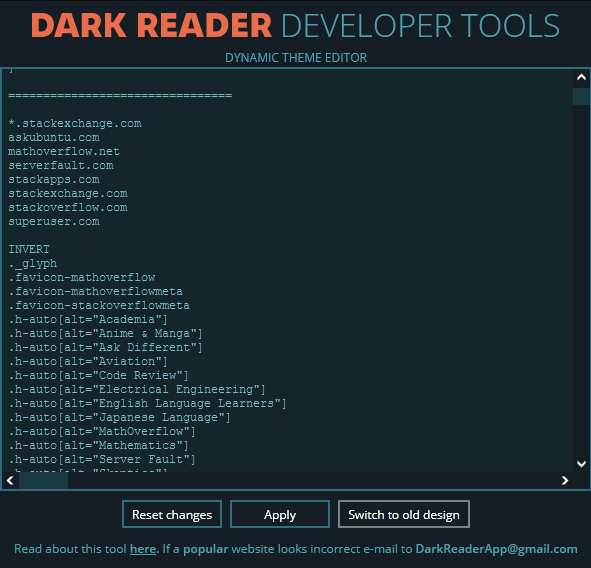 DARK READER DEVELOPER TOOLS
DYNAMIC THEME EDITOR
================================
*.stackexchange.com
askubuntu.com
mathoverflow.net
serverfault.com
stackapps.com
stackexchange.com
stackoverflow.com
superuser.com
INVERT
._glyph
.favicon-mathoverflow
.favicon-mathoverflowmeta
.favicon-stackoverflowmeta
.h-auto[alt="Academia"]
.h-auto[alt="Anime & Manga"]
.h-auto[alt="Ask Different"]
.h-auto[alt="Aviation"]
.h-auto[alt="Code Review"]
.h-auto[alt="Electrical Engineering"]
.h-auto[alt="English Language Learners"]
.h-auto[alt="Japanese Language"]
.h-auto[alt="MathOverflow"]
.h-auto[alt="Mathematics"]
.h-auto[alt="Server Fault"]
Reset changes Apply Switch to old design
Read about this tool here. If a popular website looks incorrect e-mail to DarkReaderApp@gmail.com